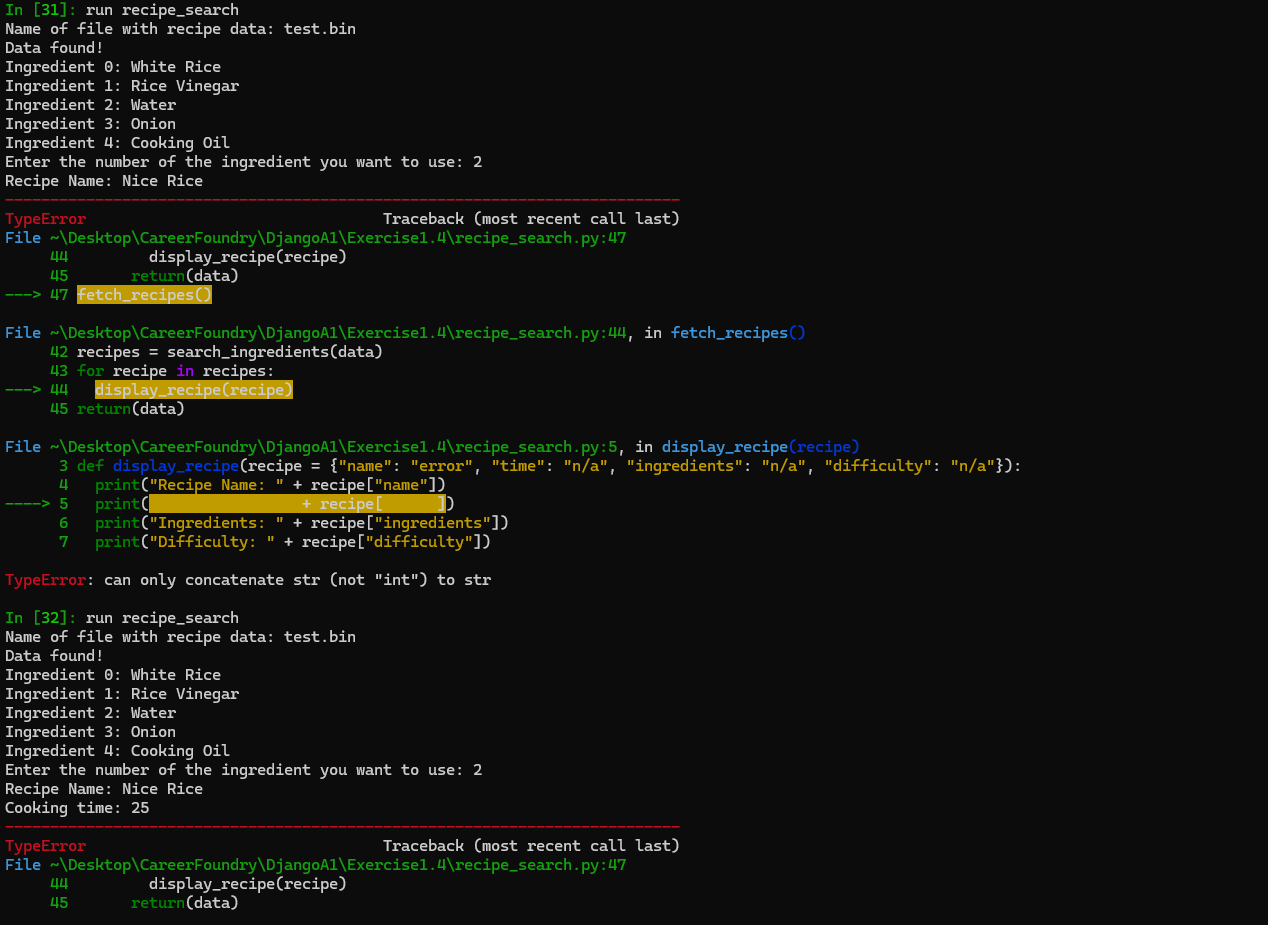 In [31]: run recipe_search
Name of file with recipe data: test.bin
Data found!
Ingredient 0: White Rice
Ingredient 1: Rice Vinegar
Ingredient 2: Water
Ingredient 3: Onion
Ingredient 4: Cooking Oil
Enter the number of the ingredient you want to use: 2
Recipe Name: Nice Rice
---------------------------------------------------------------------------
TypeError                                 Traceback (most recent call last)
File ~\Desktop\CareerFoundry\DjangoA1\Exercise1.4\recipe_search.py:47
     44         display_recipe(recipe)
     45       return(data)
---> 47 fetch_recipes()

File ~\Desktop\CareerFoundry\DjangoA1\Exercise1.4\recipe_search.py:44, in fetch_recipes()
     42 recipes = search_ingredients(data)
     43 for recipe in recipes:
---> 44   display_recipe(recipe)
     45 return(data)

File ~\Desktop\CareerFoundry\DjangoA1\Exercise1.4\recipe_search.py:5, in display_recipe(recipe)
      3 def display_recipe(recipe = {"name": "error", "time": "n/a", "ingredients": "n/a", "difficulty": "n/a"}):
      4   print("Recipe Name: " + recipe["name"])
----> 5   print(                 + recipe[      ])
      6   print("Ingredients: " + recipe["ingredients"])
      7   print("Difficulty: " + recipe["difficulty"])

TypeError: can only concatenate str (not "int") to str

In [32]: run recipe_search
Name of file with recipe data: test.bin
Data found!
Ingredient 0: White Rice
Ingredient 1: Rice Vinegar
Ingredient 2: Water
Ingredient 3: Onion
Ingredient 4: Cooking Oil
Enter the number of the ingredient you want to use: 2
Recipe Name: Nice Rice
Cooking time: 25
---------------------------------------------------------------------------
TypeError                                 Traceback (most recent call last)
File ~\Desktop\CareerFoundry\DjangoA1\Exercise1.4\recipe_search.py:47
     44         display_recipe(recipe)
     45       return(data)